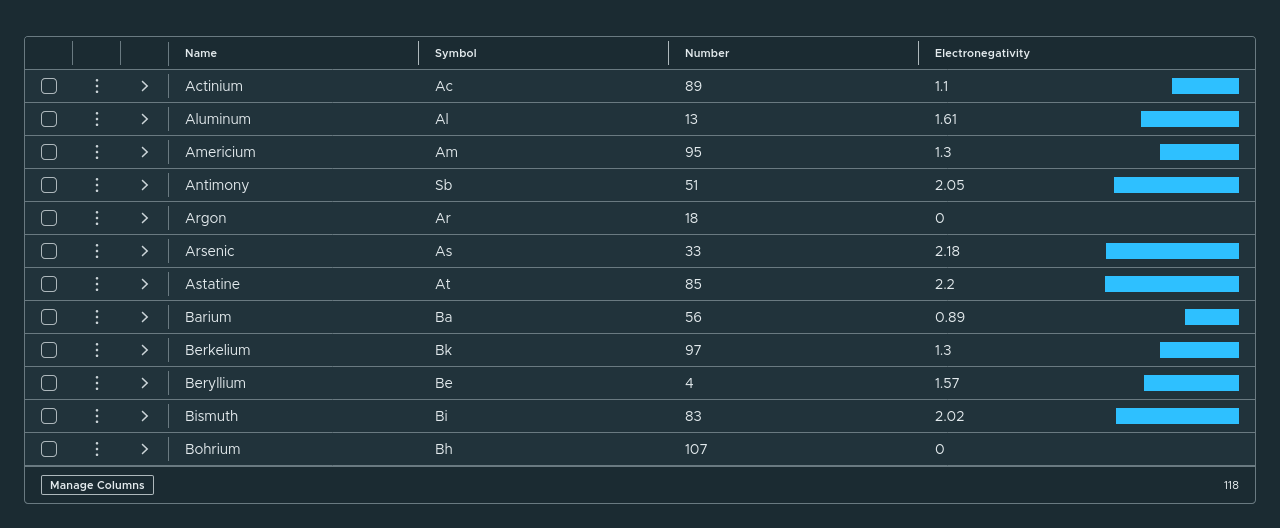 Name Symbol Number Electronegativity
Actinium Ac 89 1.1
Aluminum Al 13 1.61
Americium Am 95 1.3
Antimony Sb 51 2.05
Argon Ar 18 0
Arsenic As 33 2.18
Astatine At 85 2.2
Barium Ba 56 0.89
Berkelium Bk 97 1.3
Beryllium Be 4 1.57
Bismuth Bi 83 2.02
Bohrium Bh 107 0
Manage Columns 118